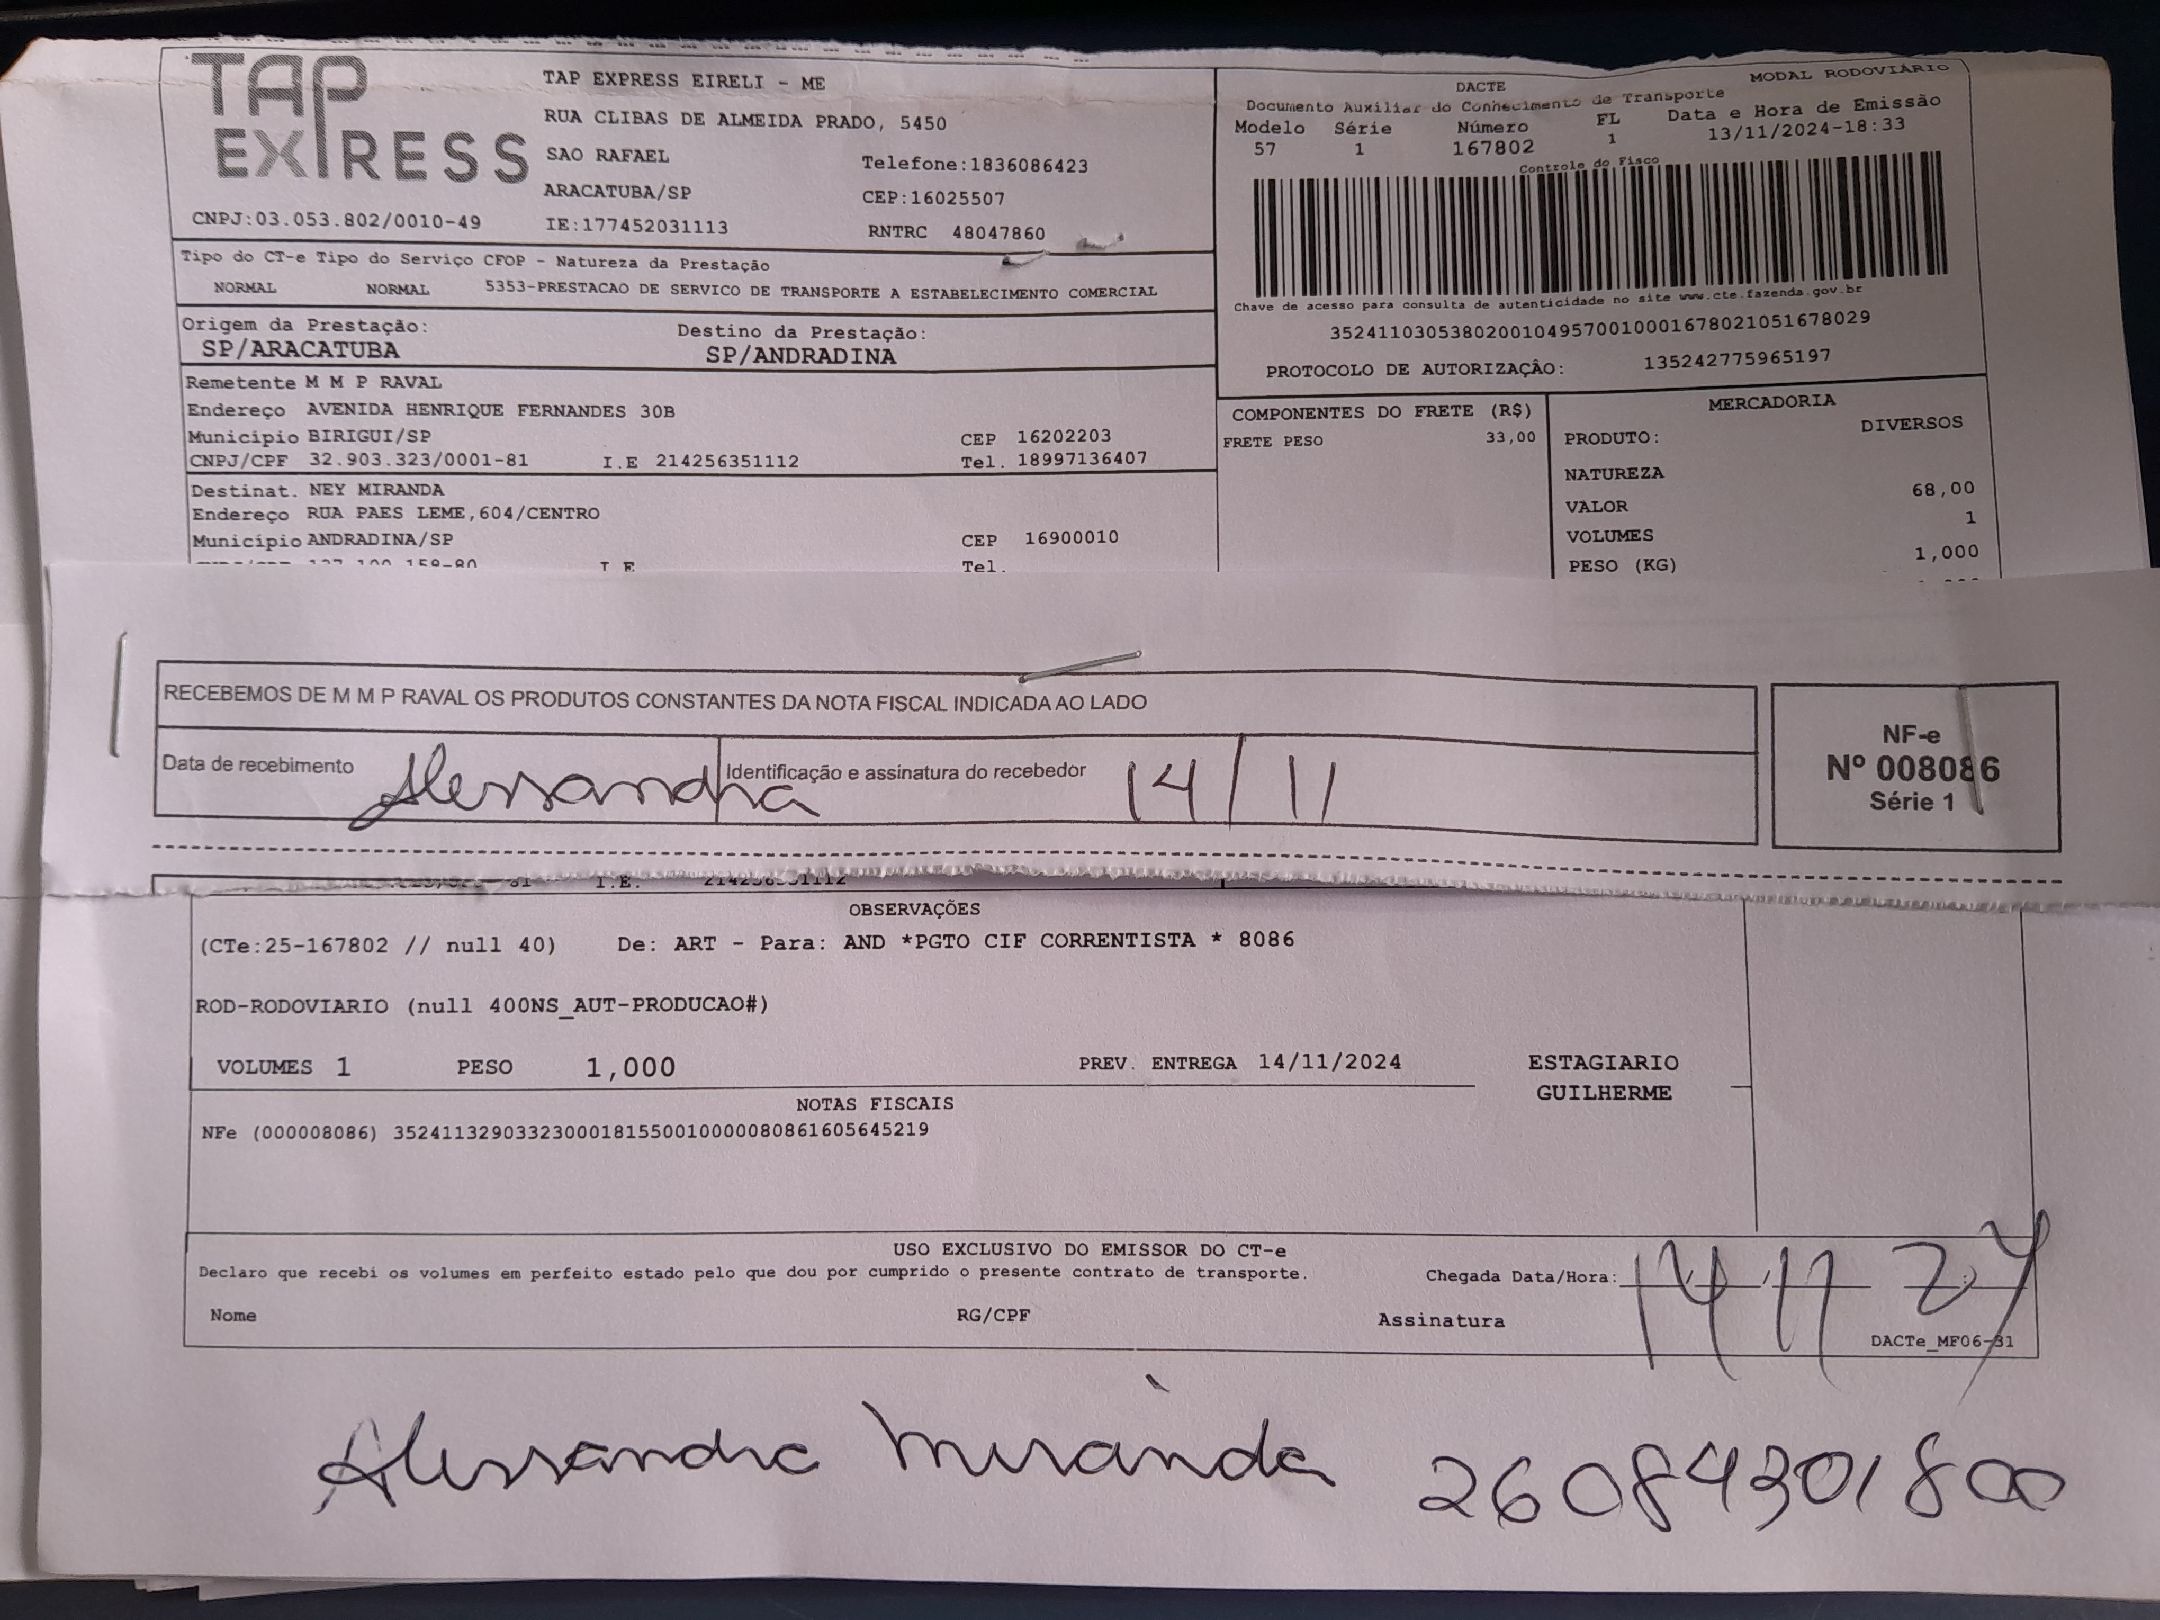 TAP EXPRESS
TAP EXPRESS EIRELI - ME
RUA CLIBAS DE ALMEIDA PRADO, 5450
SAO RAFAEL Telefone:1836086423
ARACATUBA/SP CEP:16025507
CNPJ:03.053.802/0010-49 IE:177452031113 RNTRC 48047860
DACTE MODAL RODOVIÁRIO
Documento Auxiliar do Conhecimento de Transporte
Modelo Série Número FL Data e Hora de Emissão
57 1 167802 1 13/11/2024-18:33
Controle do Fisco
Chave de acesso para consulta de autenticidade no site www.cte.fazenda.gov.br
35241103053802001049570010001678021051678029
PROTOCOLO DE AUTORIZAÇÂO: 135242775965197
Tipo do CT-e Tipo do Serviço CFOP - Natureza da Prestação
NORMAL NORMAL 5353-PRESTACAO DE SERVICO DE TRANSPORTE A ESTABELECIMENTO COMERCIAL
Origem da Prestação: Destino da Prestação:
SP/ARACATUBA SP/ANDRADINA
Remetente M M P RAVAL
Endereço AVENIDA HENRIQUE FERNANDES 30B
Município BIRIGUI/SP CEP 16202203
CNPJ/CPF 32.903.323/0001-81 I.E 214256351112 Tel. 18997136407
Destinat. NEY MIRANDA
Endereço RUA PAES LEME,604/CENTRO
Município ANDRADINA/SP CEP 16900010
I E Tel.
COMPONENTES DO FRETE (R$)
FRETE PESO 33,00
MERCADORIA
PRODUTO: DIVERSOS
NATUREZA
VALOR 68,00
VOLUMES 1
PESO (KG) 1,000
RECEBEMOS DE M M P RAVAL OS PRODUTOS CONSTANTES DA NOTA FISCAL INDICADA AO LADO
Data de recebimento Alessandra Identificação e assinatura do recebedor 14/11
NF-e
Nº 008086
Série 1
I.E. 214256351112
OBSERVAÇÕES
(CTe:25-167802 // null 40) De: ART - Para: AND *PGTO CIF CORRENTISTA * 8086
ROD-RODOVIARIO (null 400NS_AUT-PRODUCAO#)
VOLUMES 1 PESO 1,000 PREV. ENTREGA 14/11/2024 ESTAGIARIO
GUILHERME
NOTAS FISCAIS
NFe (000008086) 35241132903323000181550010000080861605645219
USO EXCLUSIVO DO EMISSOR DO CT-e
Declaro que recebi os volumes em perfeito estado pelo que dou por cumprido o presente contrato de transporte. Chegada Data/Hora: 14 11 24
Nome RG/CPF Assinatura
DACTe_MF06-31
Alessandra Miranda 26084301800